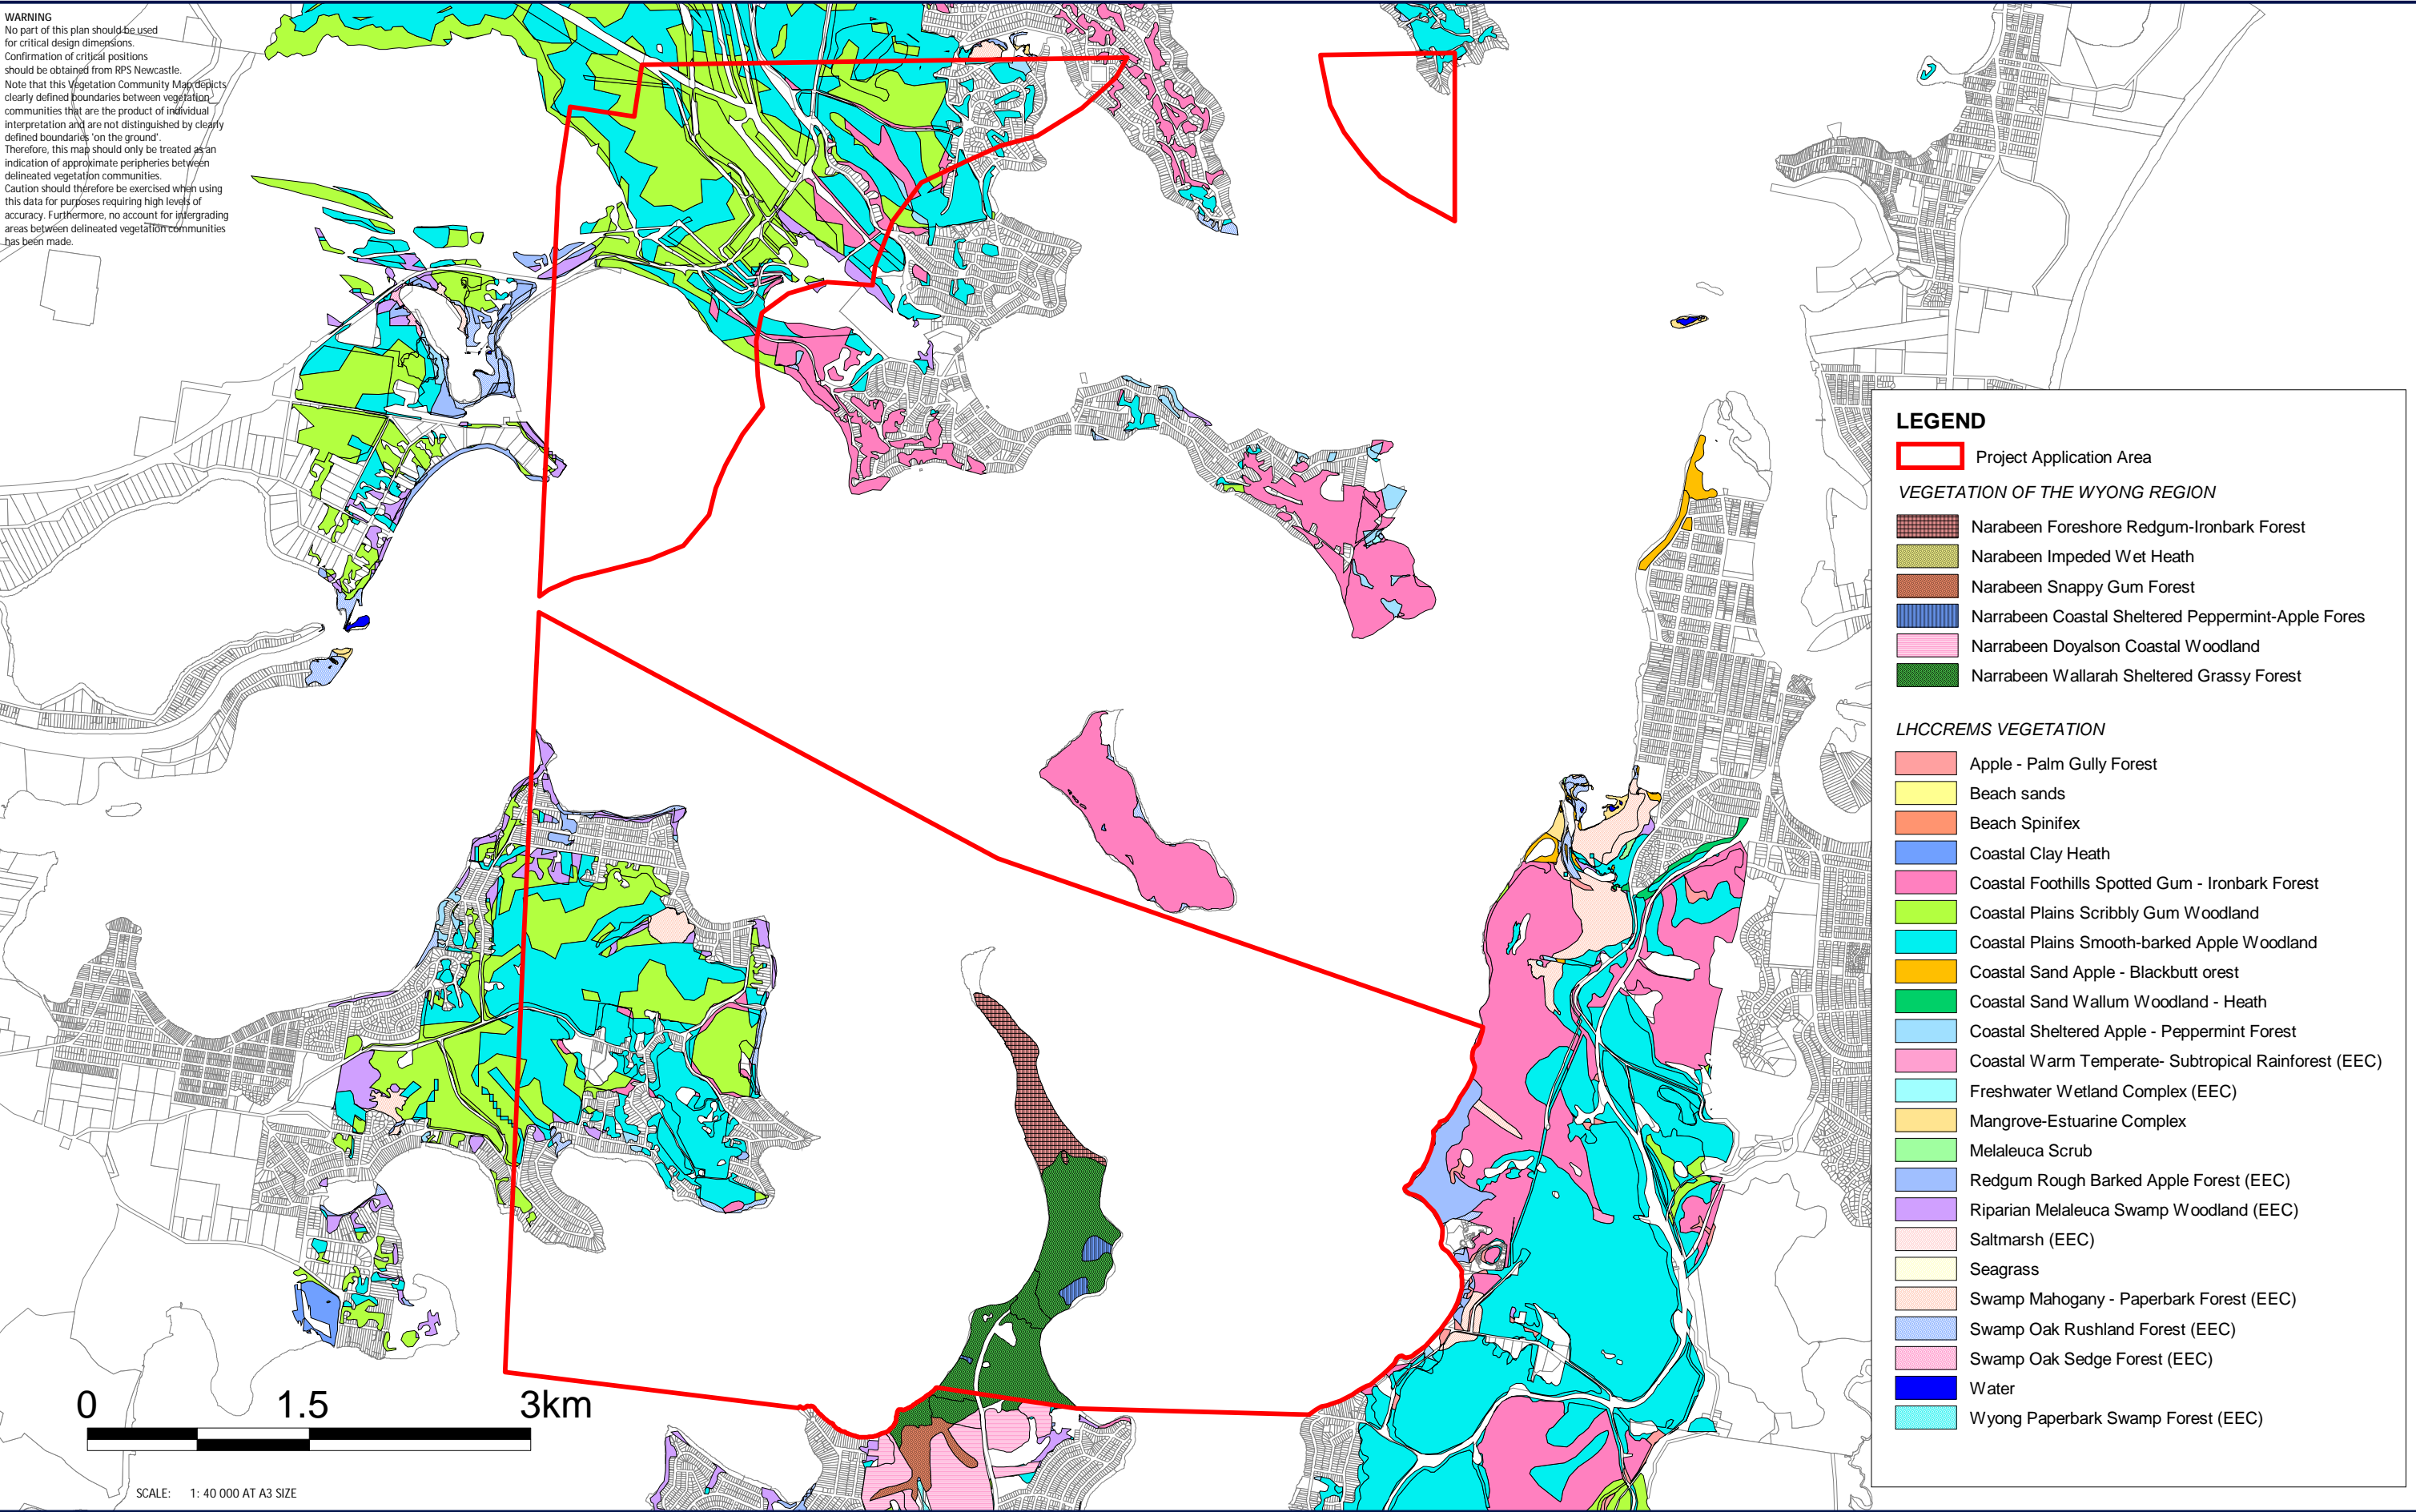 WARNING
No part of this plan should be used
for critical design dimensions.
Confirmation of critical positions
should be obtained from RPS Newcastle.
Note that this Vegetation Community Map depicts
clearly defined boundaries between vegetation
communities that are the product of individual
interpretation and are not distinguished by clearly
defined boundaries 'on the ground'.
Therefore, this map should only be treated as an
indication of approximate peripheries between
delineated vegetation communities.
Caution should therefore be exercised when using
this data for purposes requiring high levels of
accuracy. Furthermore, no account for intergrading
areas between delineated vegetation communities
has been made.
LEGEND
Project Application Area
VEGETATION OF THE WYONG REGION
Narabeen Foreshore Redgum-Ironbark Forest
Narabeen Impeded Wet Heath
Narabeen Snappy Gum Forest
Narrabeen Coastal Sheltered Peppermint-Apple Fores
Narrabeen Doyalson Coastal Woodland
Narrabeen Wallarah Sheltered Grassy Forest
LHCCREMS VEGETATION
Apple - Palm Gully Forest
Beach sands
Beach Spinifex
Coastal Clay Heath
Coastal Foothills Spotted Gum - Ironbark Forest
Coastal Plains Scribbly Gum Woodland
Coastal Plains Smooth-barked Apple Woodland
Coastal Sand Apple - Blackbutt orest
Coastal Sand Wallum Woodland - Heath
Coastal Sheltered Apple - Peppermint Forest
Coastal Warm Temperate- Subtropical Rainforest (EEC)
Freshwater Wetland Complex (EEC)
Mangrove-Estuarine Complex
Melaleuca Scrub
Redgum Rough Barked Apple Forest (EEC)
Riparian Melaleuca Swamp Woodland (EEC)
Saltmarsh (EEC)
Seagrass
Swamp Mahogany - Paperbark Forest (EEC)
Swamp Oak Rushland Forest (EEC)
Swamp Oak Sedge Forest (EEC)
Water
Wyong Paperbark Swamp Forest (EEC)
0 1.5 3km
SCALE: 1: 40 000 AT A3 SIZE